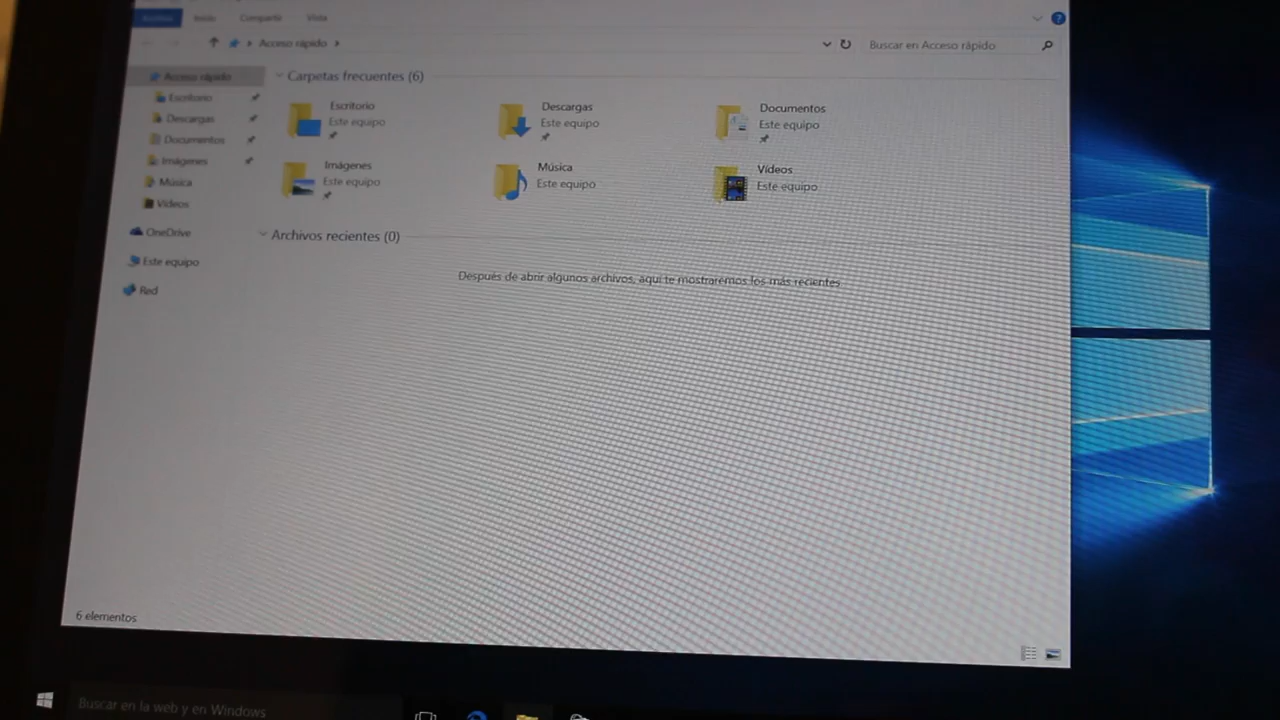 Archivo Inicio Compartir Vista
Acceso rápido
Buscar en Acceso rápido
Acceso rápido
Escritorio
Descargas
Documentos
Imágenes
Música
Vídeos
OneDrive
Este equipo
Red
Carpetas frecuentes (6)
Escritorio
Este equipo
Descargas
Este equipo
Documentos
Este equipo
Imágenes
Este equipo
Música
Este equipo
Vídeos
Este equipo
Archivos recientes (0)
Después de abrir algunos archivos, aquí te mostraremos los más recientes
6 elementos
Buscar en la web y en Windows